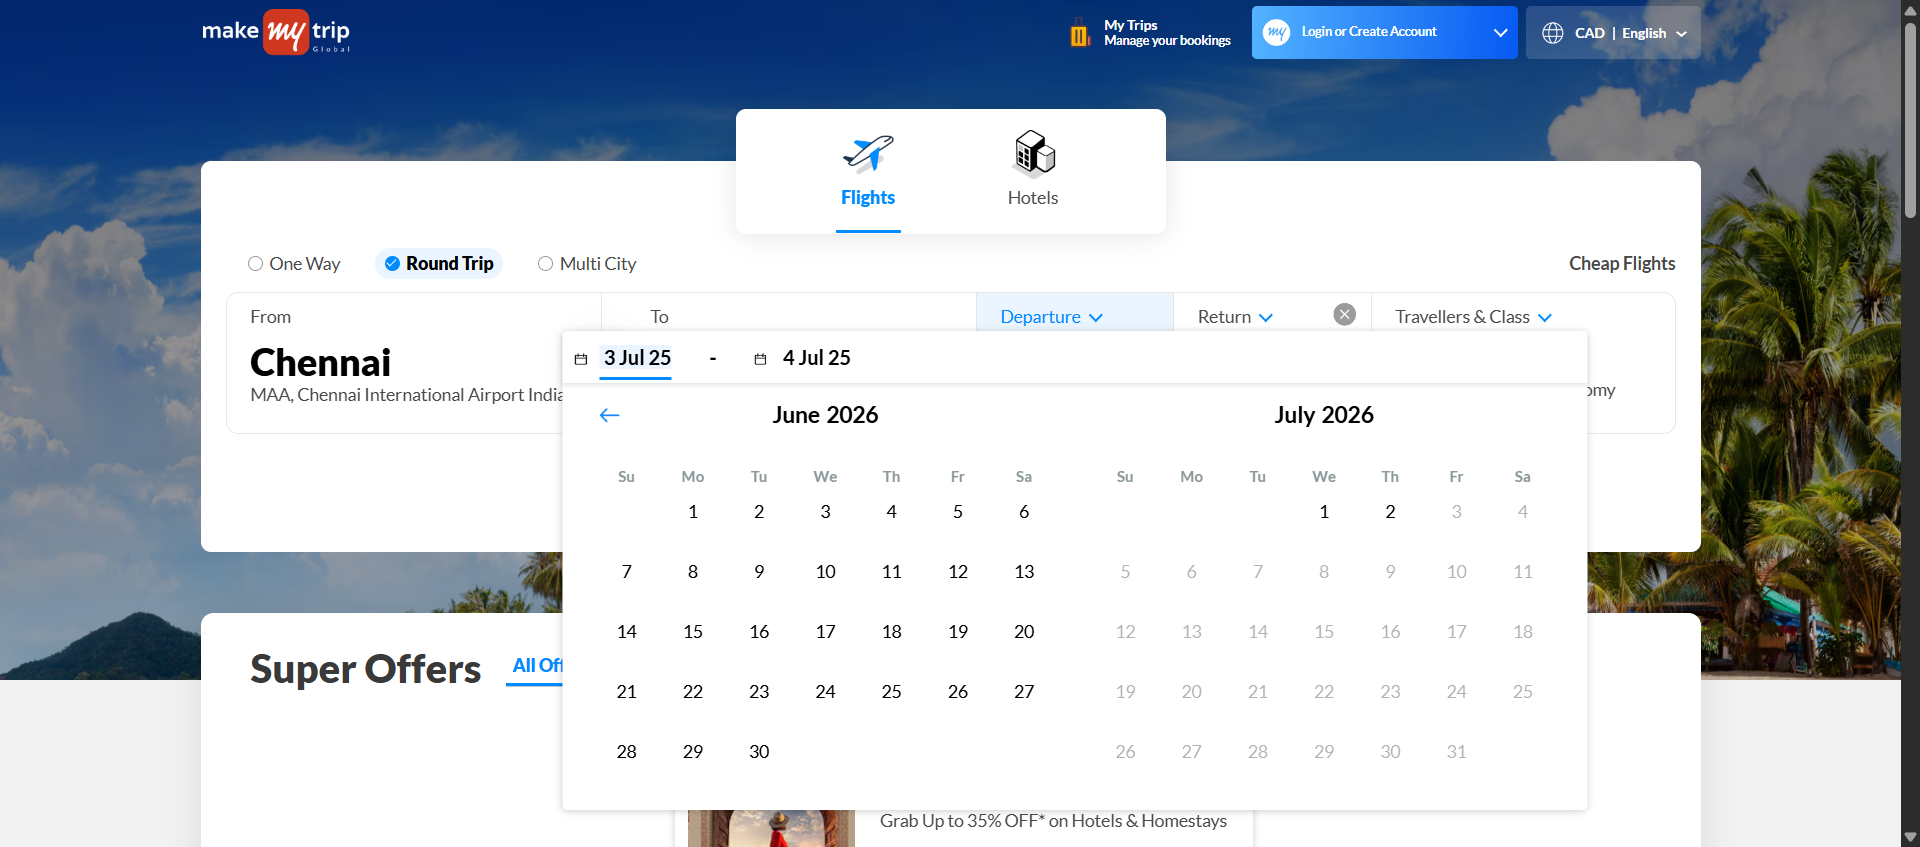 make my trip
Global
My Trips
Manage your bookings
my
Login or Create Account
CAD | English
Flights
Hotels
One Way
Round Trip
Multi City
Cheap Flights
From
To
Departure
Return
Travellers & Class
Chennai
MAA, Chennai International Airport India
3 Jul 25 - 4 Jul 25
June 2026
Su Mo Tu We Th Fr Sa
1 2 3 4 5 6
7 8 9 10 11 12 13
14 15 16 17 18 19 20
21 22 23 24 25 26 27
28 29 30
July 2026
Su Mo Tu We Th Fr Sa
1 2 3 4
5 6 7 8 9 10 11
12 13 14 15 16 17 18
19 20 21 22 23 24 25
26 27 28 29 30 31
Super Offers
All Off
Grab Up to 35% OFF* on Hotels & Homestays